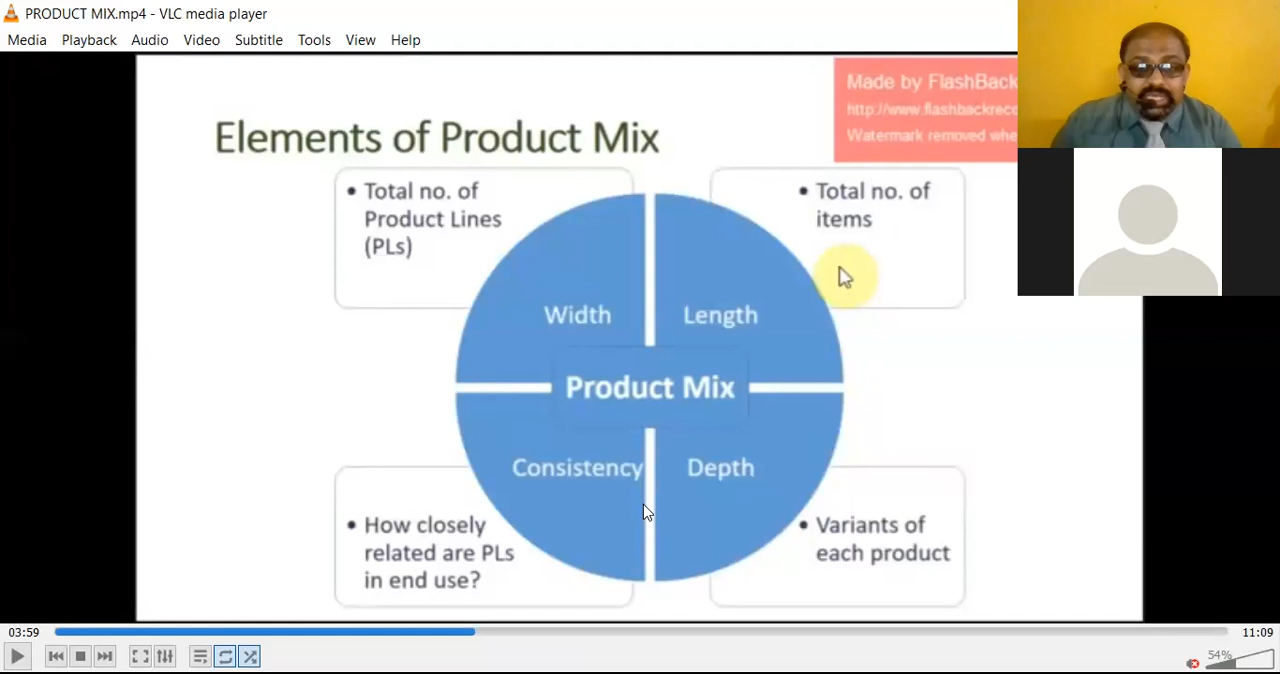 PRODUCT MIX.mp4 - VLC media player
Media Playback Audio Video Subtitle Tools View Help
Made by FlashBack
http://www.flashbackreco
Watermark removed whe
Elements of Product Mix
• Total no. of
Product Lines
(PLs)
• Total no. of
items
Width
Length
Product Mix
Consistency
Depth
• How closely
related are PLs
in end use?
• Variants of
each product
03:59
11:09
54%